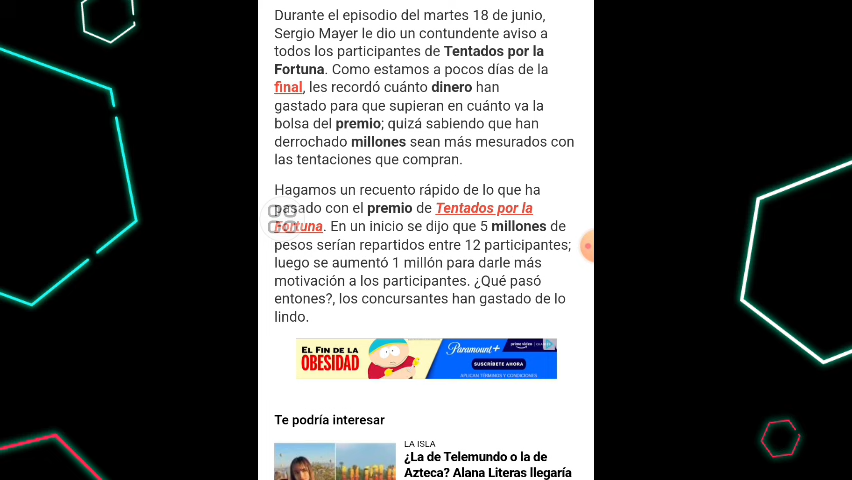 Durante el episodio del martes 18 de junio,
Sergio Mayer le dio un contundente aviso a
todos los participantes de Tentados por la
Fortuna. Como estamos a pocos días de la
final, les recordó cuánto dinero han
gastado para que supieran en cuánto va la
bolsa del premio; quizá sabiendo que han
derrochado millones sean más mesurados con
las tentaciones que compran.
Hagamos un recuento rápido de lo que ha
pasado con el premio de Tentados por la
Fortuna. En un inicio se dijo que 5 millones de
pesos serían repartidos entre 12 participantes;
luego se aumentó 1 millón para darle más
motivación a los participantes. ¿Qué pasó
entones?, los concursantes han gastado de lo
lindo.
EL FIN DE LA
OBESIDAD
Paramount+
prime video
SUSCRÍBETE AHORA
APLICAN TÉRMINOS Y CONDICIONES
Te podría interesar
LA ISLA
¿La de Telemundo o la de
Azteca? Alana Literas llegaría